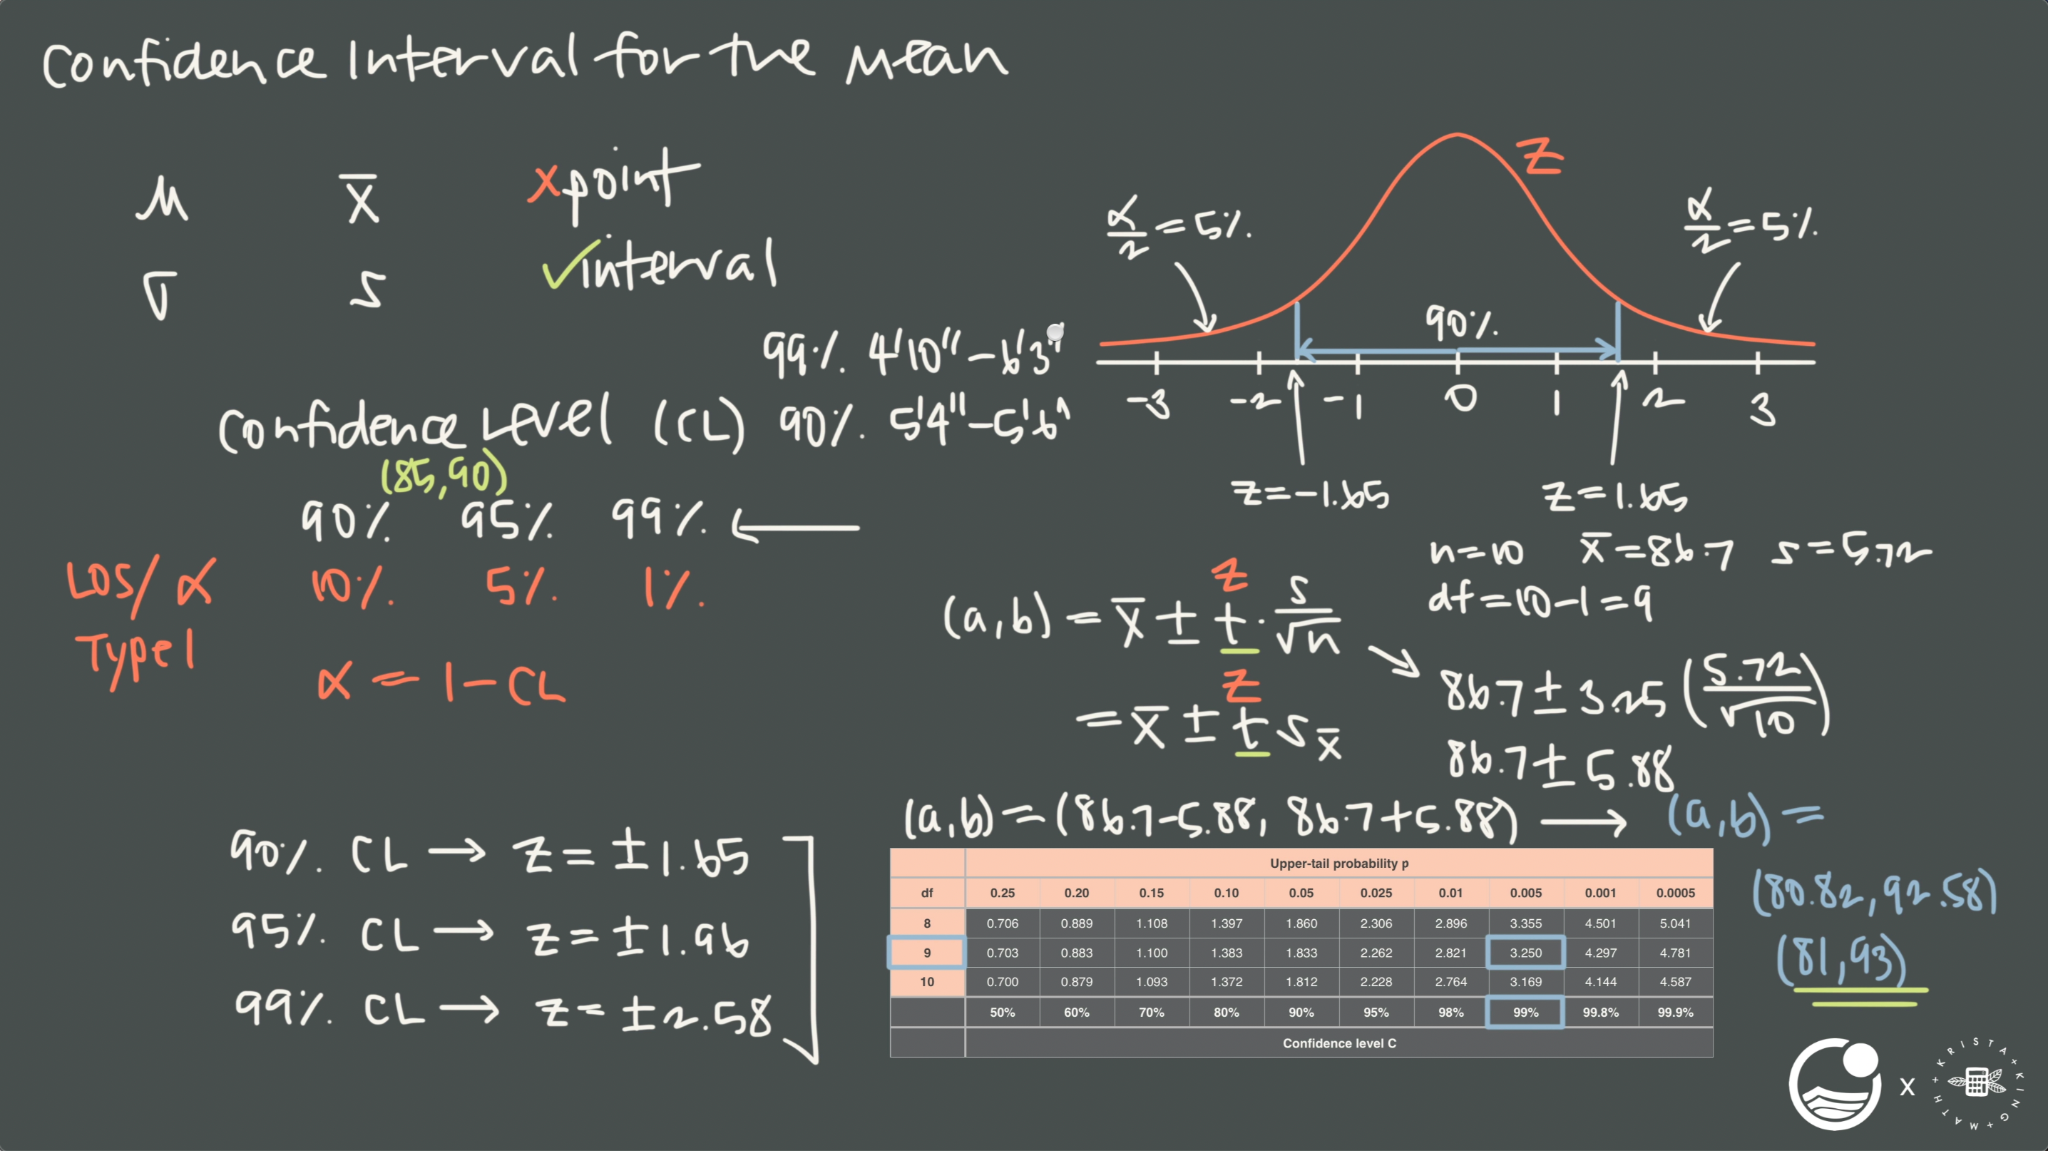 Confidence Interval for the Mean
μ x̄ x point
σ s ✓ interval
99% 4'10"-6'3"
Confidence Level (CL) 90% 5'4"-5'6"
(85,90)
90% 95% 99% ←
LOS/α 10% 5% 1%
Type 1
α = 1-CL
90% CL → z = ±1.65
95% CL → z = ±1.96
99% CL → z = ±2.58
z
α/2 = 5%
α/2 = 5%
90%
-3 -2 -1 0 1 2 3
z=-1.65 z=1.65
n=10 x̄=86.7 s=5.72
df=10-1=9
z
(a,b) = x̄ ± t · s/√n
z
= x̄ ± t s x̄
86.7 ± 3.25 (5.72/√10)
86.7 ± 5.88
(a,b) = (86.7-5.88, 86.7+5.88) → (a,b) =
(80.82, 92.58)
(81,93)
Upper-tail probability p
df 0.25 0.20 0.15 0.10 0.05 0.025 0.01 0.005 0.001 0.0005
8 0.706 0.889 1.108 1.397 1.860 2.306 2.896 3.355 4.501 5.041
9 0.703 0.883 1.100 1.383 1.833 2.262 2.821 3.250 4.297 4.781
10 0.700 0.879 1.093 1.372 1.812 2.228 2.764 3.169 4.144 4.587
50% 60% 70% 80% 90% 95% 98% 99% 99.8% 99.9%
Confidence level C
X
KRISTA + KING + MATH +